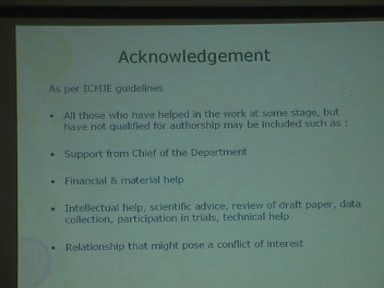 Acknowledgement
As per ICMJE guidelines
• All those who have helped in the work at some stage, but
have not qualified for authorship may be included such as :
• Support from Chief of the Department
• Financial & material help
• Intellectual help, scientific advice, review of draft paper, data
collection, participation in trials, technical help
• Relationship that might pose a conflict of interest